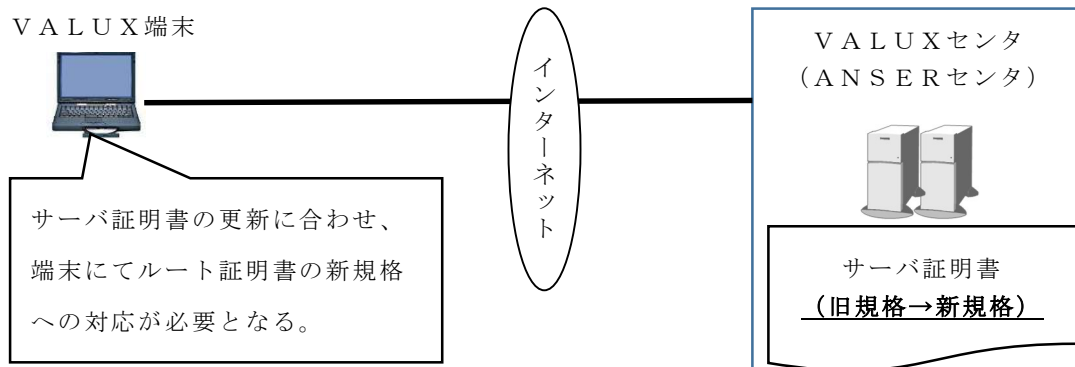 VALUX端末
VALUXセンタ
(ANSERセンタ)
インターネット
サーバ証明書の更新に合わせ、
端末にてルート証明書の新規格
への対応が必要となる。
サーバ証明書
(旧規格→新規格)